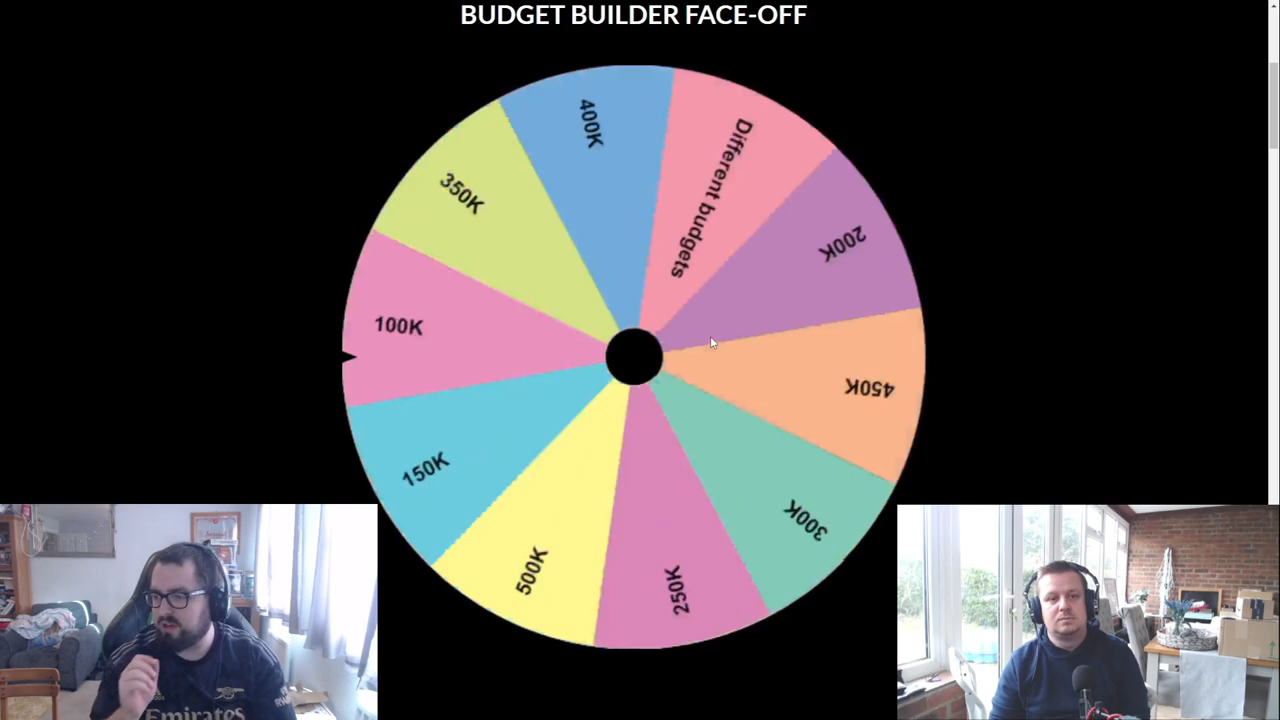 BUDGET BUILDER FACE-OFF
400K
Different budgets
350K
200K
100K
450K
150K
300K
500K
250K
Emirates